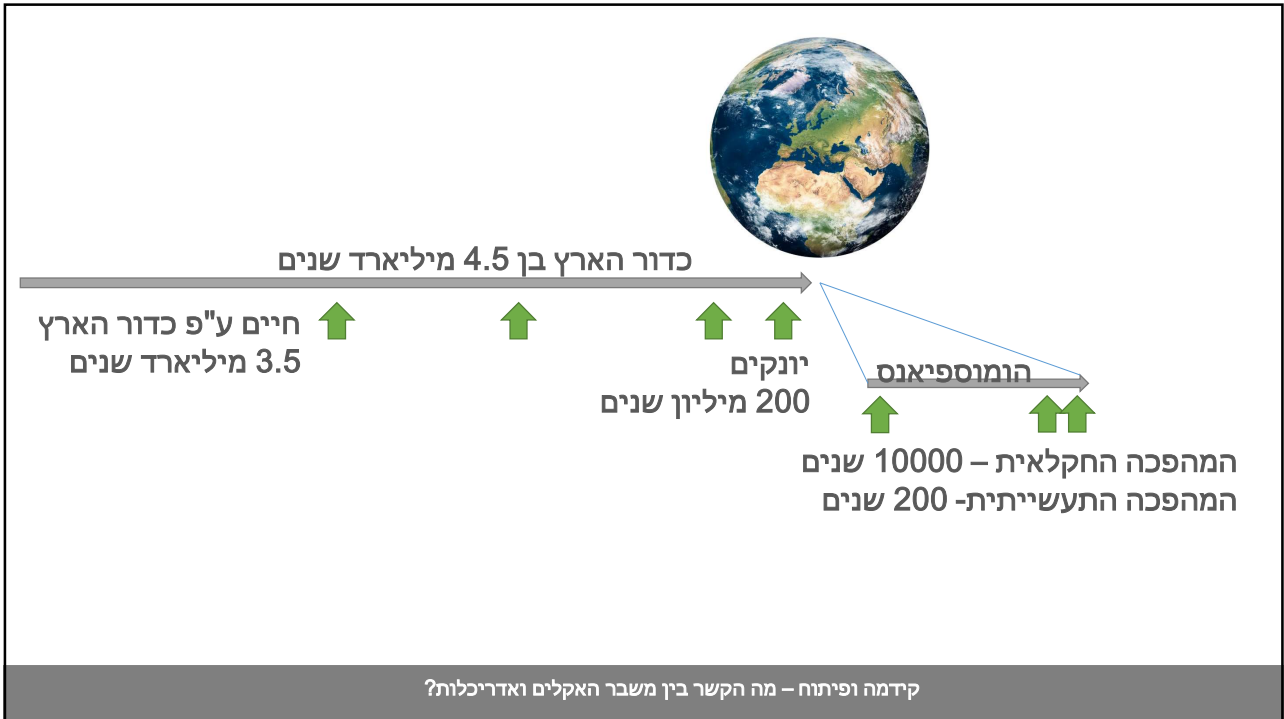 כדור הארץ בן 4.5 מיליארד שנים
חיים ע"פ כדור הארץ
3.5 מיליארד שנים
יונקים
200 מיליון שנים
הומוספיאנס
המהפכה החקלאית – 10000 שנים
המהפכה התעשייתית- 200 שנים
קידמה ופיתוח – מה הקשר בין משבר האקלים ואדריכלות?